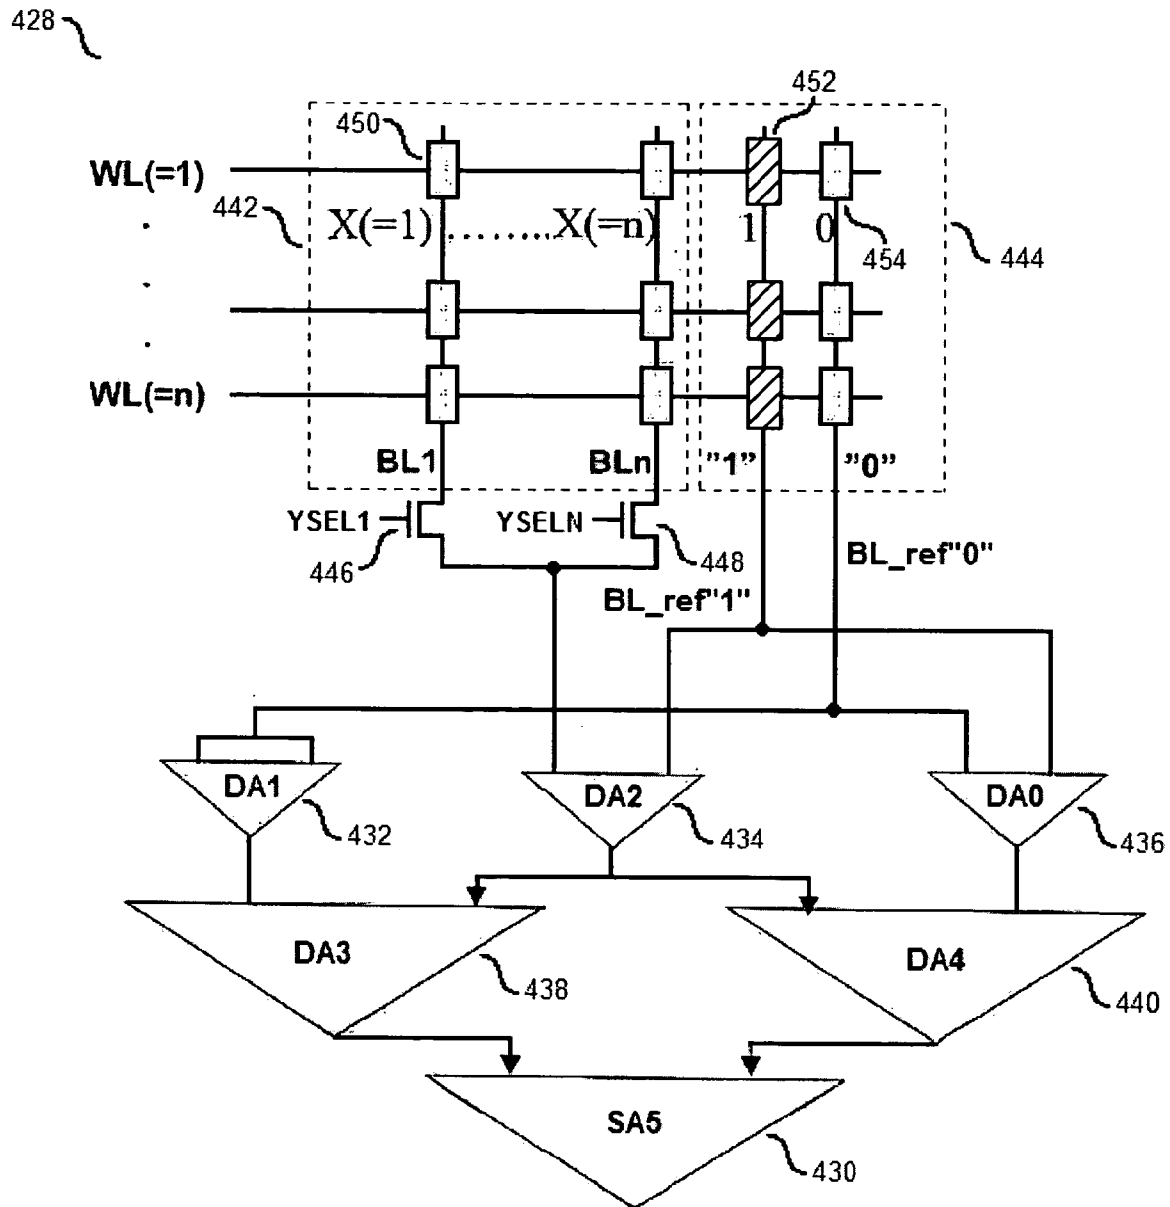 428
452
450
WL(=1)
442
X(=1) ........ X(=n)
1
0
454
444
WL(=n)
BL1
BLn
"1"
"0"
YSEL1
YSELN
446
448
BL_ref"0"
BL_ref"1"
DA1
DA2
DA0
432
434
436
DA3
DA4
438
440
SA5
430